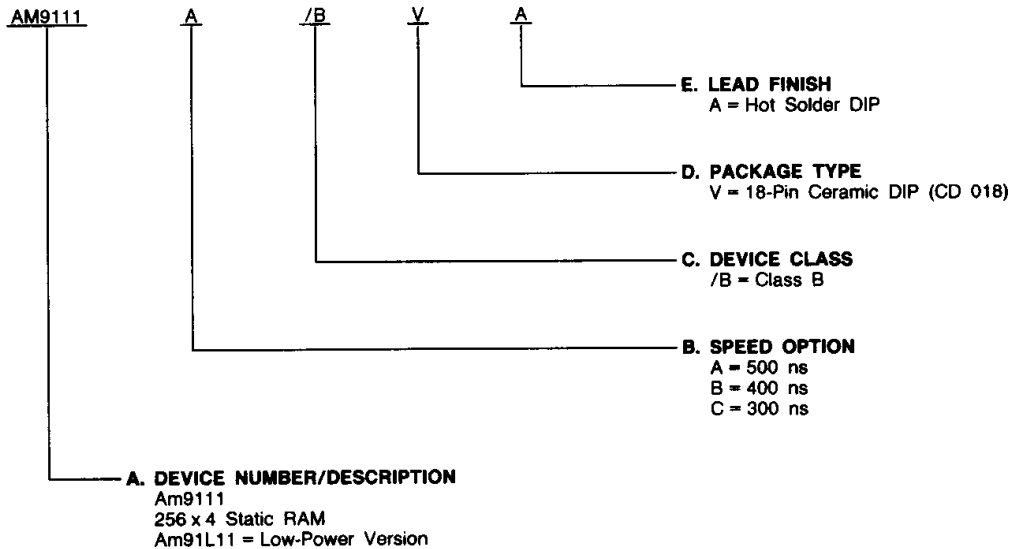 AM9111 A /B V A
E. LEAD FINISH
A = Hot Solder DIP
D. PACKAGE TYPE
V = 18-Pin Ceramic DIP (CD 018)
C. DEVICE CLASS
/B = Class B
B. SPEED OPTION
A = 500 ns
B = 400 ns
C = 300 ns
A. DEVICE NUMBER/DESCRIPTION
Am9111
256 x 4 Static RAM
Am91L11 = Low-Power Version